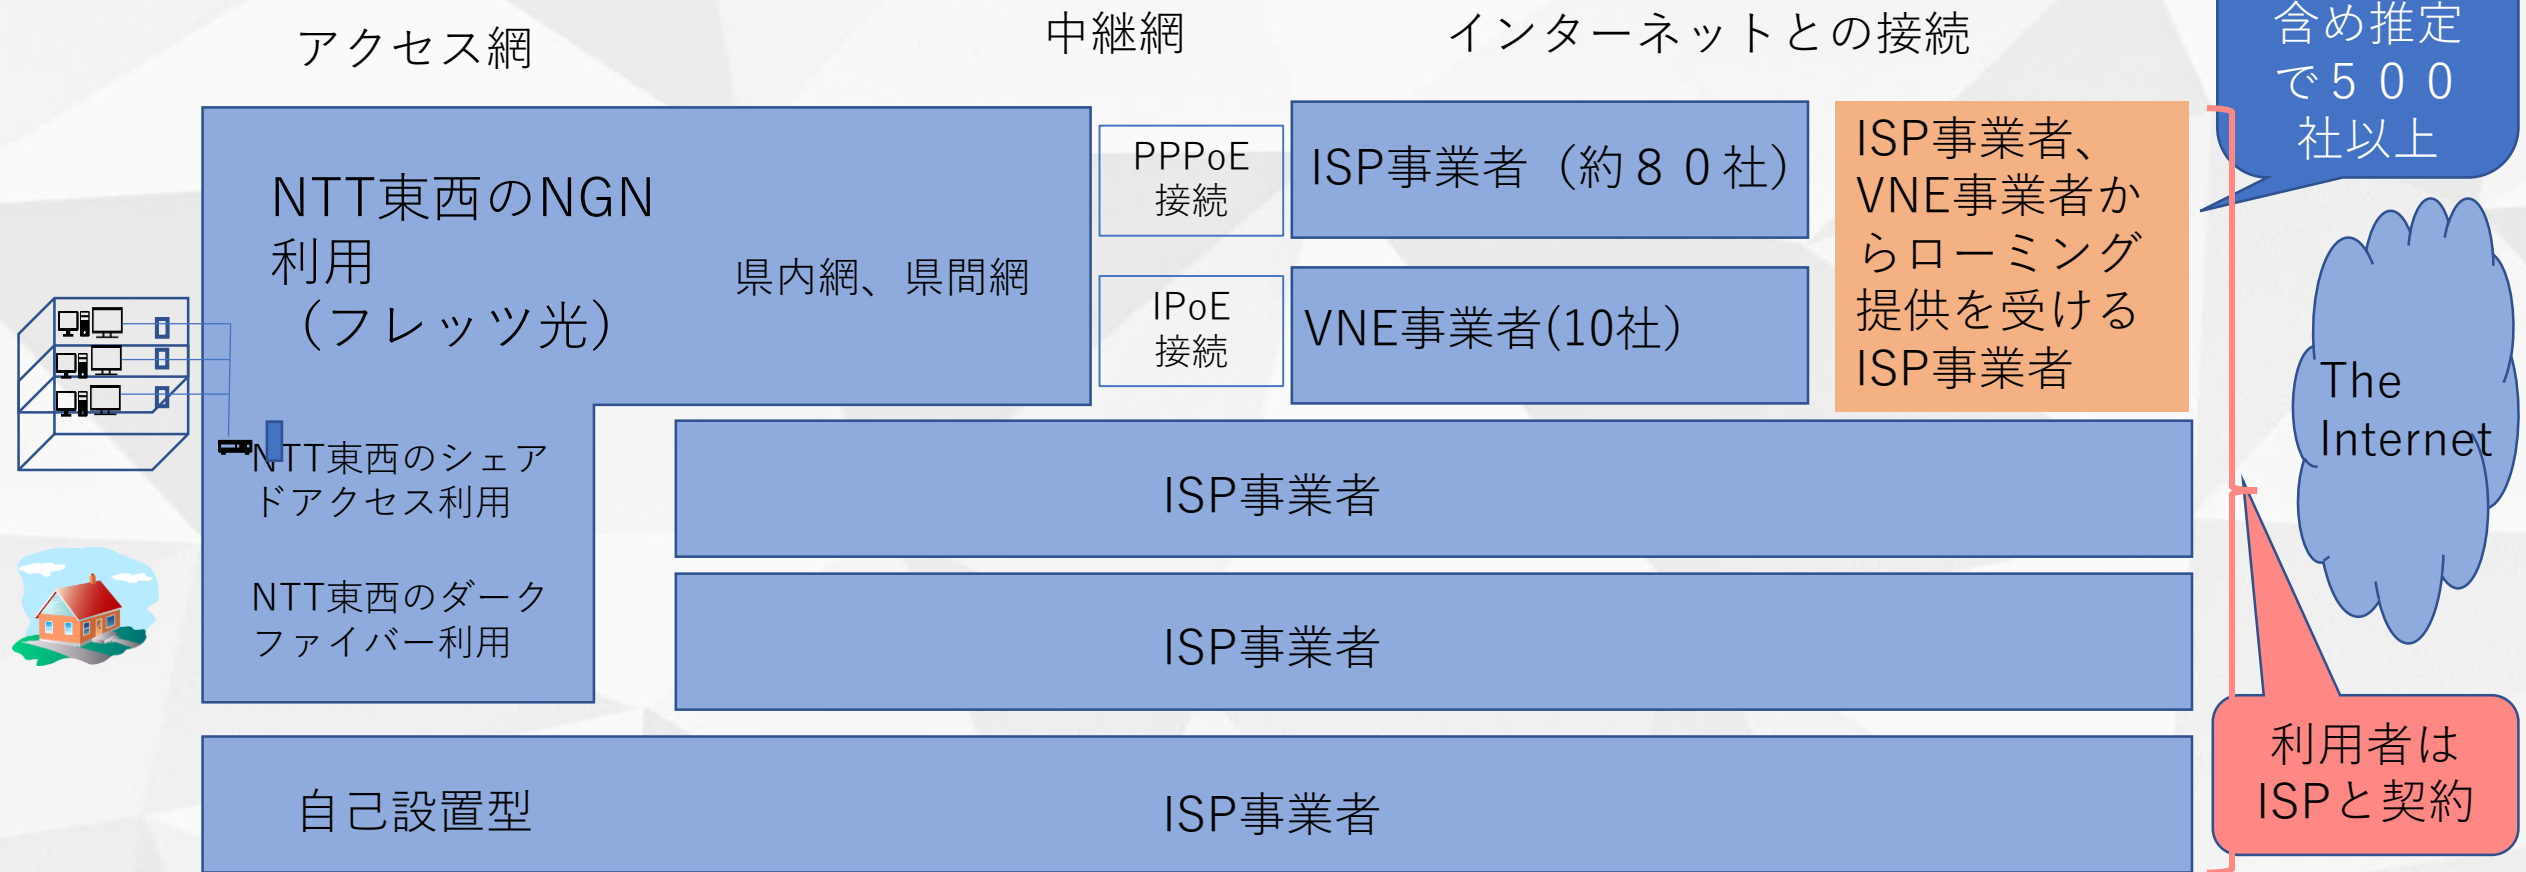 アクセス網
中継網
インターネットとの接続
含め推定
で５００
社以上
NTT東西のNGN
利用
（フレッツ光）
県内網、県間網
PPPoE
接続
ISP事業者（約８０社）
IPoE
接続
VNE事業者(10社）
ISP事業者、
VNE事業者か
らローミング
提供を受ける
ISP事業者
The
Internet
NTT東西のシェア
ドアクセス利用
ISP事業者
NTT東西のダーク
ファイバー利用
ISP事業者
自己設置型
ISP事業者
利用者は
ISPと契約